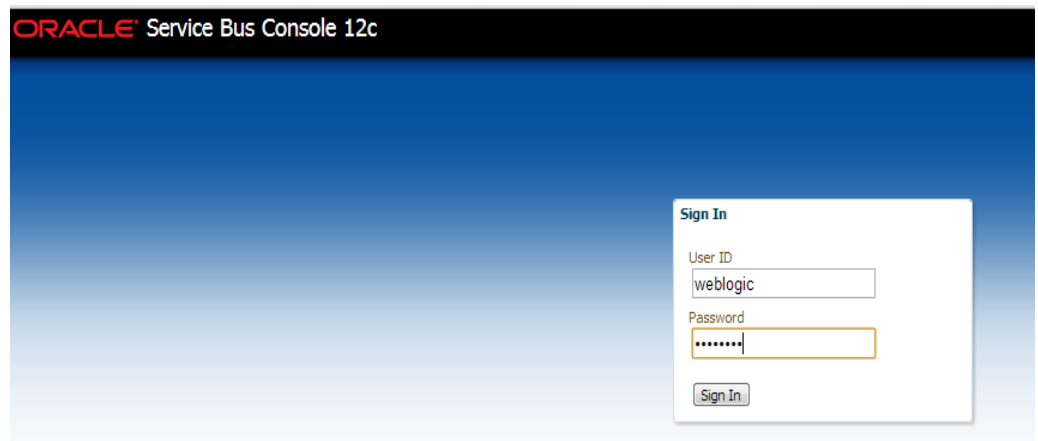 ORACLE Service Bus Console 12c
Sign In
User ID
weblogic
Password
••••••••
Sign In